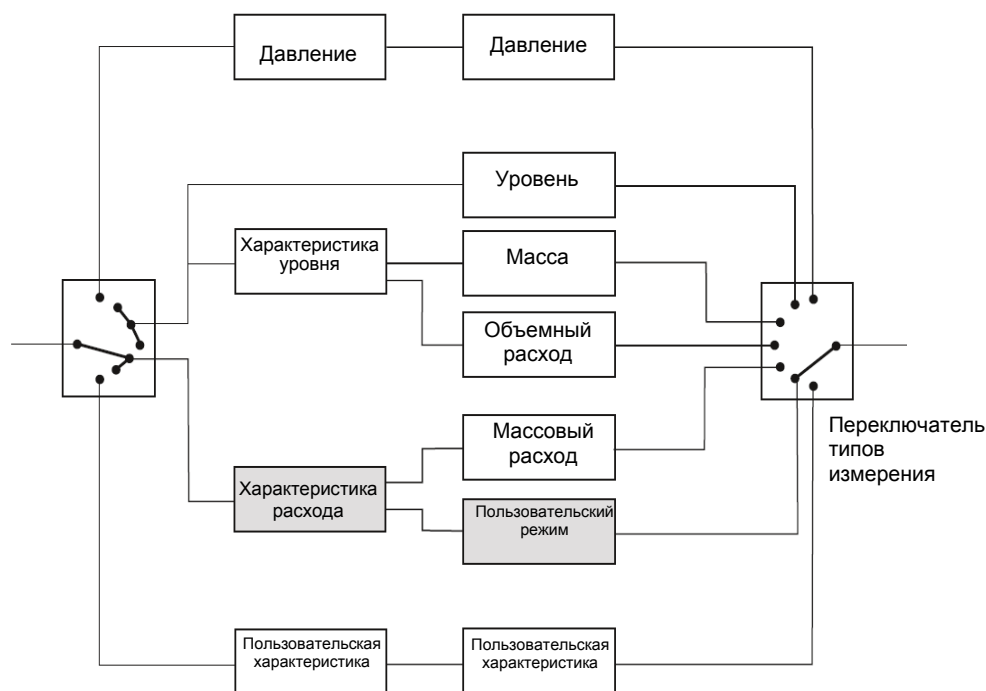 Давление
Давление
Уровень
Характеристика
уровня
Масса
Объемный
расход
Массовый
расход
Переключатель
типов
измерения
Характеристика
расхода
Пользовательский
режим
Пользовательская
характеристика
Пользовательская
характеристика